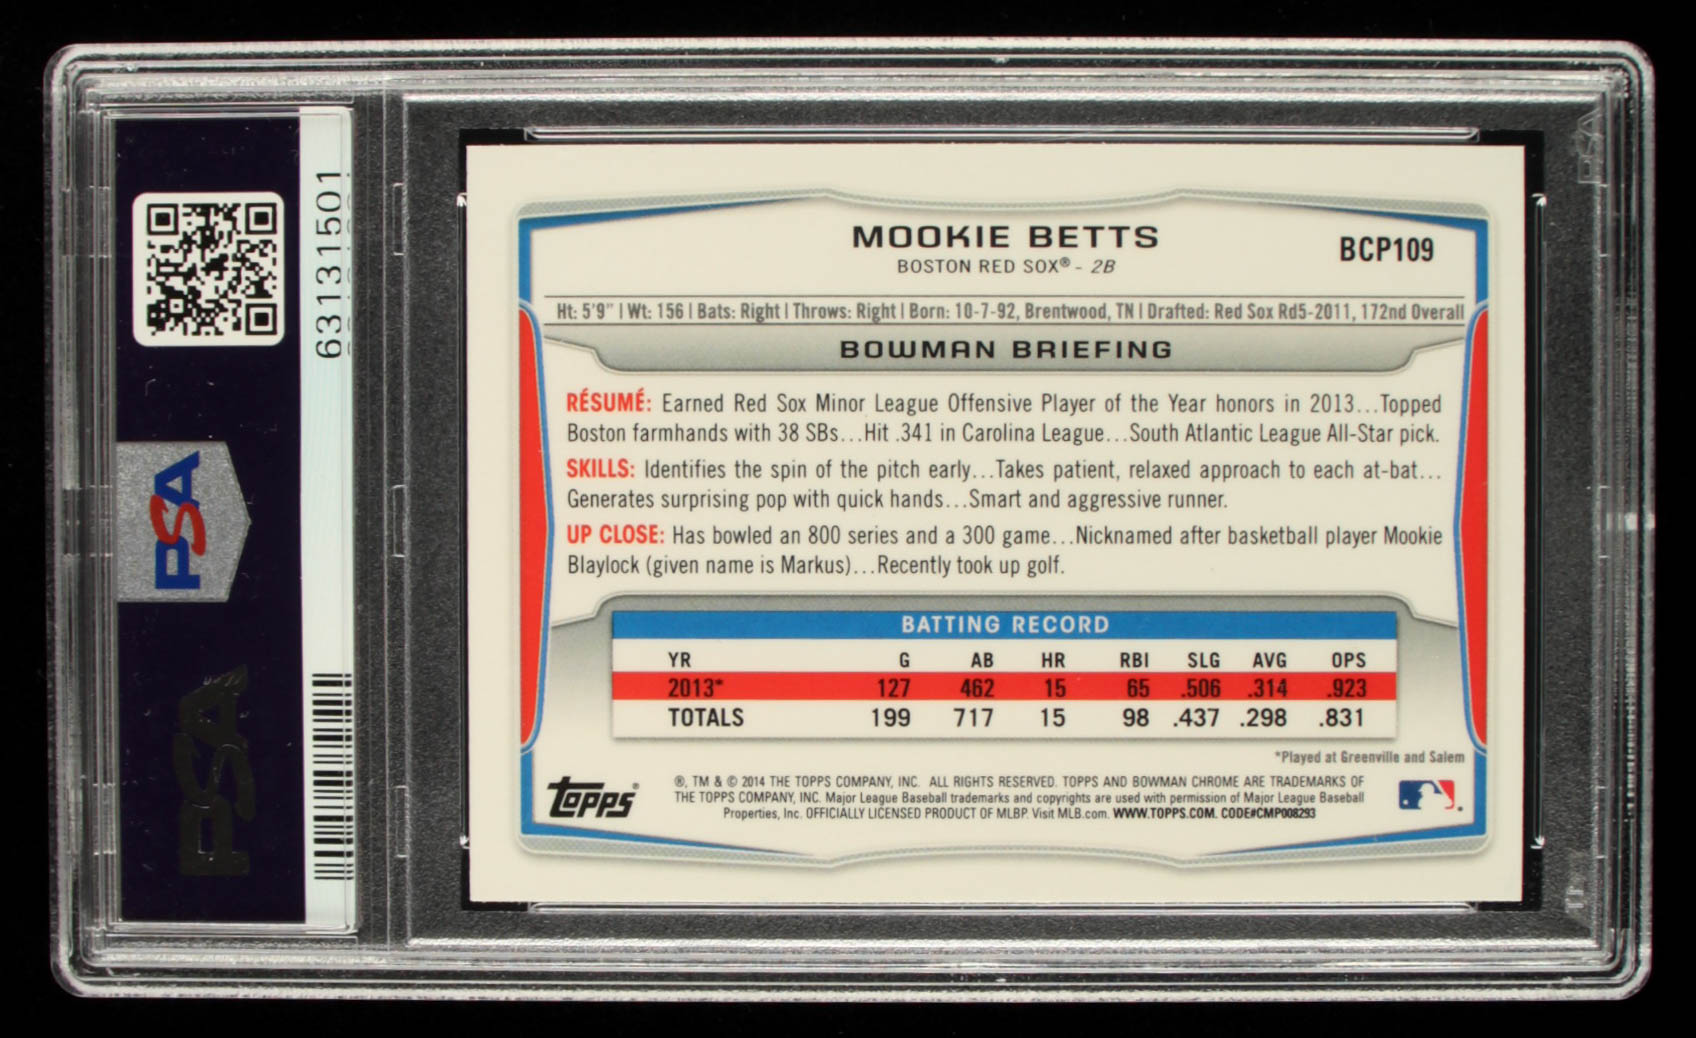 63131501
PSA
PSA
MOOKIE BETTS
BCP109
BOSTON RED SOX® - 2B
Ht: 5'9" | Wt: 156 | Bats: Right | Throws: Right | Born: 10-7-92, Brentwood, TN | Drafted: Red Sox Rd5-2011, 172nd Overall
BOWMAN BRIEFING
RÉSUMÉ: Earned Red Sox Minor League Offensive Player of the Year honors in 2013...Topped
Boston farmhands with 38 SBs...Hit .341 in Carolina League...South Atlantic League All-Star pick.
SKILLS: Identifies the spin of the pitch early...Takes patient, relaxed approach to each at-bat...
Generates surprising pop with quick hands...Smart and aggressive runner.
UP CLOSE: Has bowled an 800 series and a 300 game...Nicknamed after basketball player Mookie
Blaylock (given name is Markus)...Recently took up golf.
BATTING RECORD
YR G AB HR RBI SLG AVG OPS
2013* 127 462 15 65 .506 .314 .923
TOTALS 199 717 15 98 .437 .298 .831
*Played at Greenville and Salem
TOPPS®
®, TM & © 2014 THE TOPPS COMPANY, INC. ALL RIGHTS RESERVED. TOPPS AND BOWMAN CHROME ARE TRADEMARKS OF
THE TOPPS COMPANY, INC. Major League Baseball trademarks and copyrights are used with permission of Major League Baseball
Properties, Inc. OFFICIALLY LICENSED PRODUCT OF MLBP. Visit MLB.com. WWW.TOPPS.COM. CODE#CMP008293
PSA